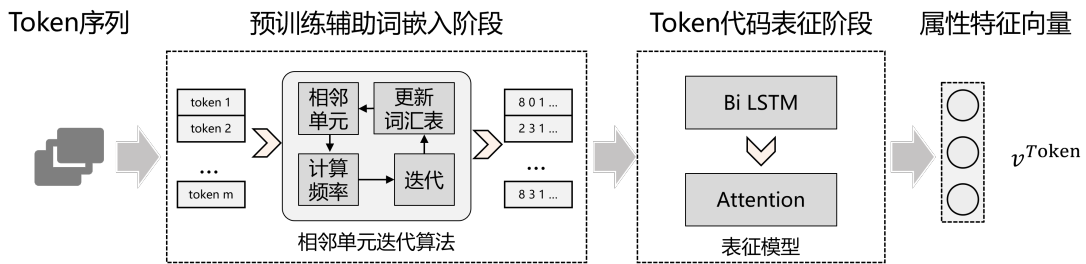 Token序列
预训练辅助词嵌入阶段
Token代码表征阶段
属性特征向量
token 1
token 2
...
token m
相邻
单元
更新
词汇表
计算
频率
迭代
相邻单元迭代算法
8 0 1 ...
2 3 1 ...
...
8 3 1 ...
Bi LSTM
Attention
表征模型
v^Token